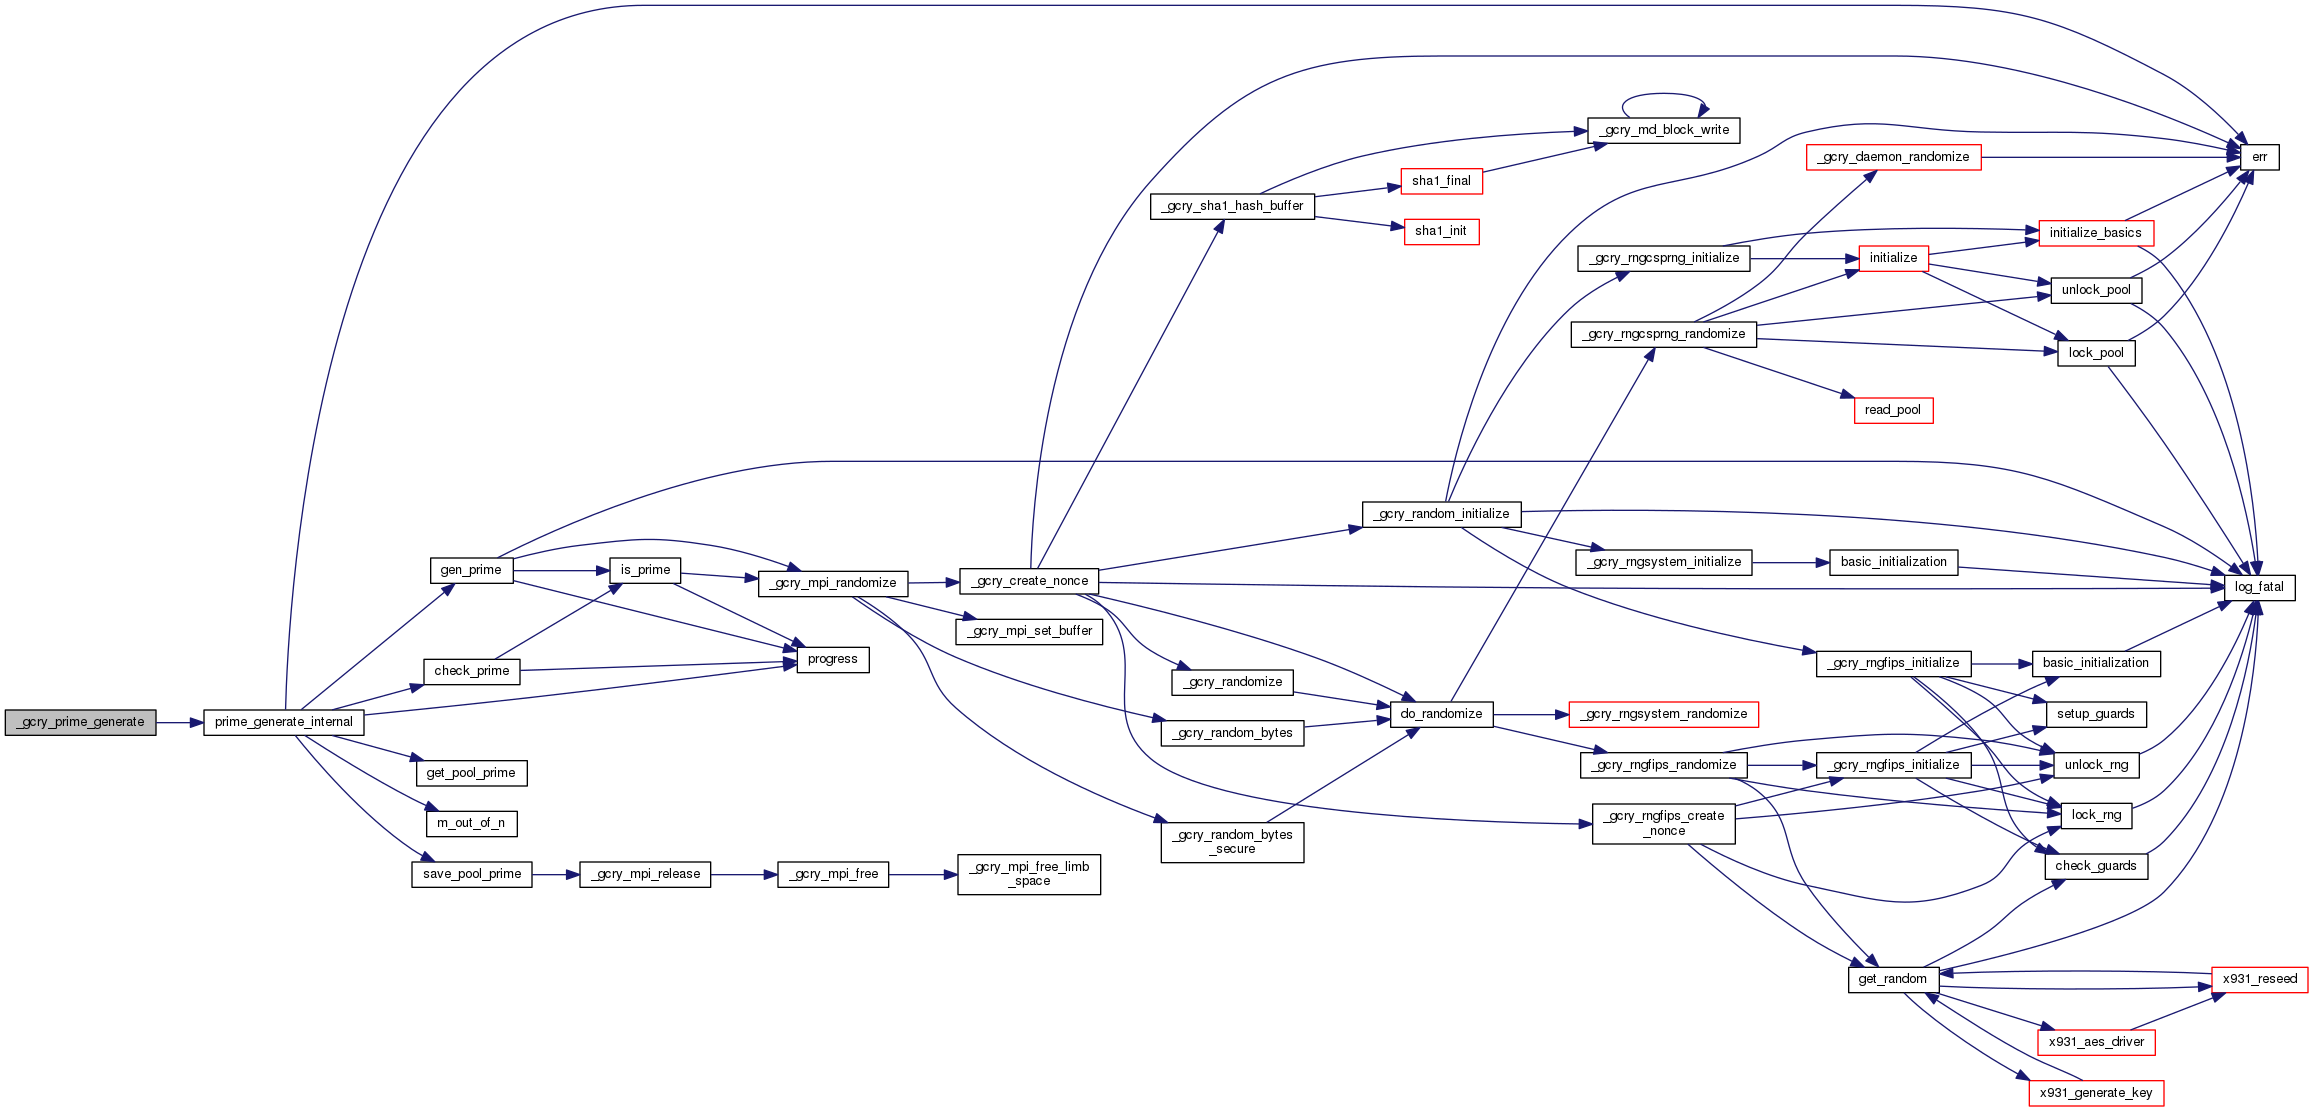 _gcry_prime_generate
prime_generate_internal
gen_prime
check_prime
get_pool_prime
m_out_of_n
save_pool_prime
is_prime
_gcry_mpi_release
_gcry_mpi_randomize
progress
_gcry_mpi_free
_gcry_create_nonce
_gcry_mpi_set_buffer
_gcry_mpi_free_limb
_space
_gcry_sha1_hash_buffer
_gcry_randomize
_gcry_random_bytes
_gcry_random_bytes
_secure
sha1_final
sha1_init
_gcry_random_initialize
do_randomize
_gcry_md_block_write
_gcry_rngcsprng_initialize
_gcry_rngcsprng_randomize
_gcry_rngsystem_initialize
_gcry_rngsystem_randomize
_gcry_rngfips_randomize
_gcry_rngfips_create
_nonce
_gcry_daemon_randomize
initialize
read_pool
basic_initialization
_gcry_rngfips_initialize
_gcry_rngfips_initialize
get_random
initialize_basics
unlock_pool
lock_pool
basic_initialization
setup_guards
unlock_rng
lock_rng
check_guards
x931_aes_driver
x931_generate_key
err
log_fatal
x931_reseed